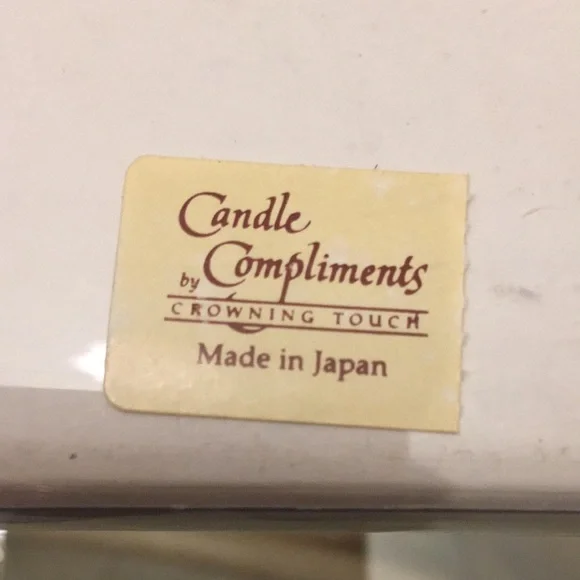 Candle
by Compliments
CROWNING TOUCH
Made in Japan